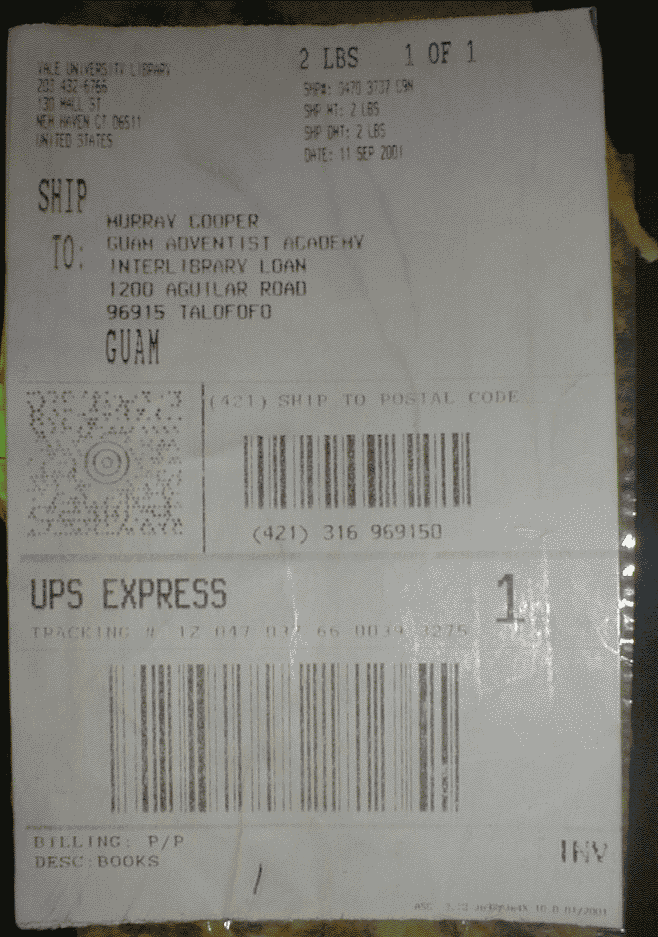 YALE UNIVERSITY LIBRARY
203 432-6766
130 WALL ST
NEW HAVEN CT 06511
UNITED STATES
2 LBS 1 OF 1
SHP#: 0470 3737 C9N
SHP WT: 2 LBS
SHP DWT: 2 LBS
DATE: 11 SEP 2001
SHIP
TO:
MURRAY COOPER
GUAM ADVENTIST ACADEMY
INTERLIBRARY LOAN
1200 AGUILAR ROAD
96915 TALOFOFO
GUAM
(421) SHIP TO POSTAL CODE
(421) 316 969150
UPS EXPRESS
1
TRACKING # 1Z 047 037 66 0039 3275
BILLING: P/P
DESC:BOOKS
INV